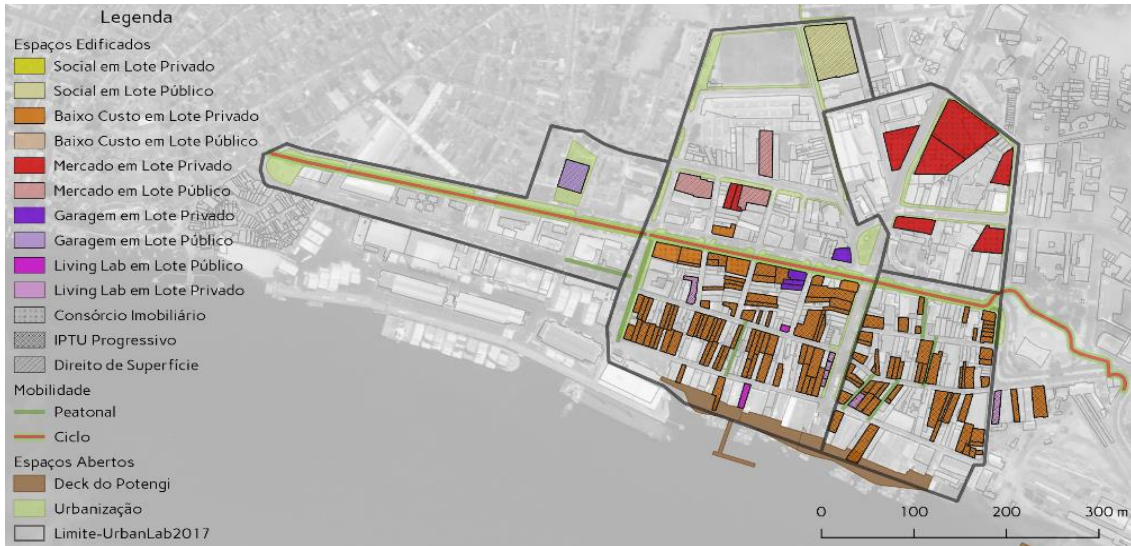 Legenda
Espaços Edificados
Social em Lote Privado
Social em Lote Público
Baixo Custo em Lote Privado
Baixo Custo em Lote Público
Mercado em Lote Privado
Mercado em Lote Público
Garagem em Lote Privado
Garagem em Lote Público
Living Lab em Lote Público
Living Lab em Lote Privado
Consórcio Imobiliário
IPTU Progressivo
Direito de Superfície
Mobilidade
Peatonal
Ciclo
Espaços Abertos
Deck do Potengi
Urbanização
Limite-UrbanLab2017
0 100 200 300 m